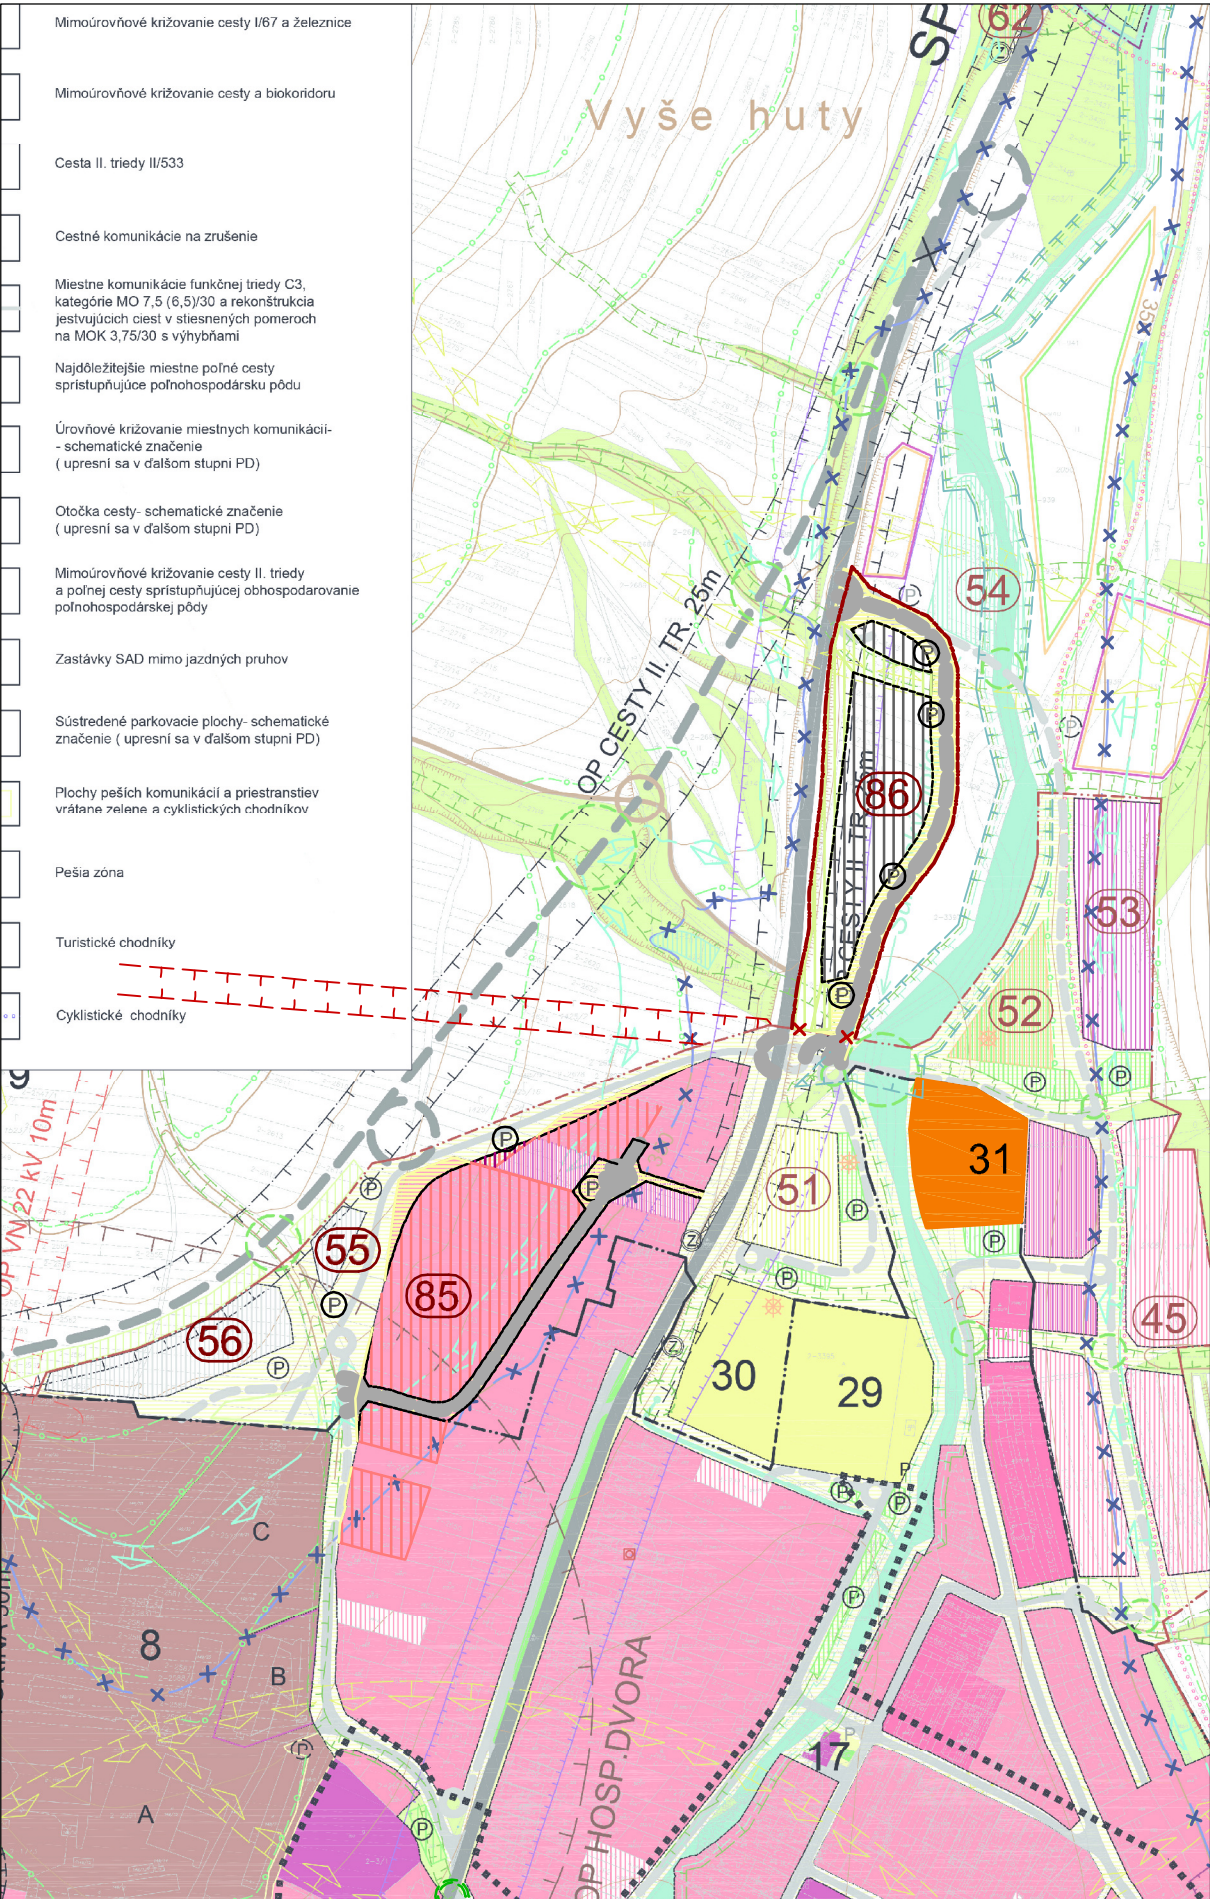 Mimoúrovňové križovanie cesty I/67 a železnice
Mimoúrovňové križovanie cesty a biokoridoru
Cesta II. triedy II/533
Cestné komunikácie na zrušenie
Miestne komunikácie funkčnej triedy C3,
kategórie MO 7,5 (6,5)/30 a rekonštrukcia
jestvujúcich ciest v stiesnených pomeroch
na MOK 3,75/30 s výhybňami
Najdôležitejšie miestne poľné cesty
sprístupňujúce poľnohospodársku pôdu
Úrovňové križovanie miestnych komunikácií-
- schematické značenie
( upresní sa v ďalšom stupni PD)
Otočka cesty- schematické značenie
( upresní sa v ďalšom stupni PD)
Mimoúrovňové križovanie cesty II. triedy
a poľnej cesty sprístupňujúcej obhospodarovanie
poľnohospodárskej pôdy
Zastávky SAD mimo jazdných pruhov
Sústredené parkovacie plochy- schematické
značenie ( upresní sa v ďalšom stupni PD)
Plochy peších komunikácií a priestranstiev
vrátane zelene a cyklistických chodníkov
Pešia zóna
Turistické chodníky
Cyklistické chodníky
Vyše huty
SP
62
Z
OP CESTY II. TR. 25m
54
P
P
P
P
86
P
53
P
52
P
P
P
31
OP VN 22 kV 10m
P
P
P
51
P
P
55
85
Z
P
P
56
45
P
Z
30
29
P
P
P
C
P
8
B
P
P
OP HOSP.DVORA
17
A
P